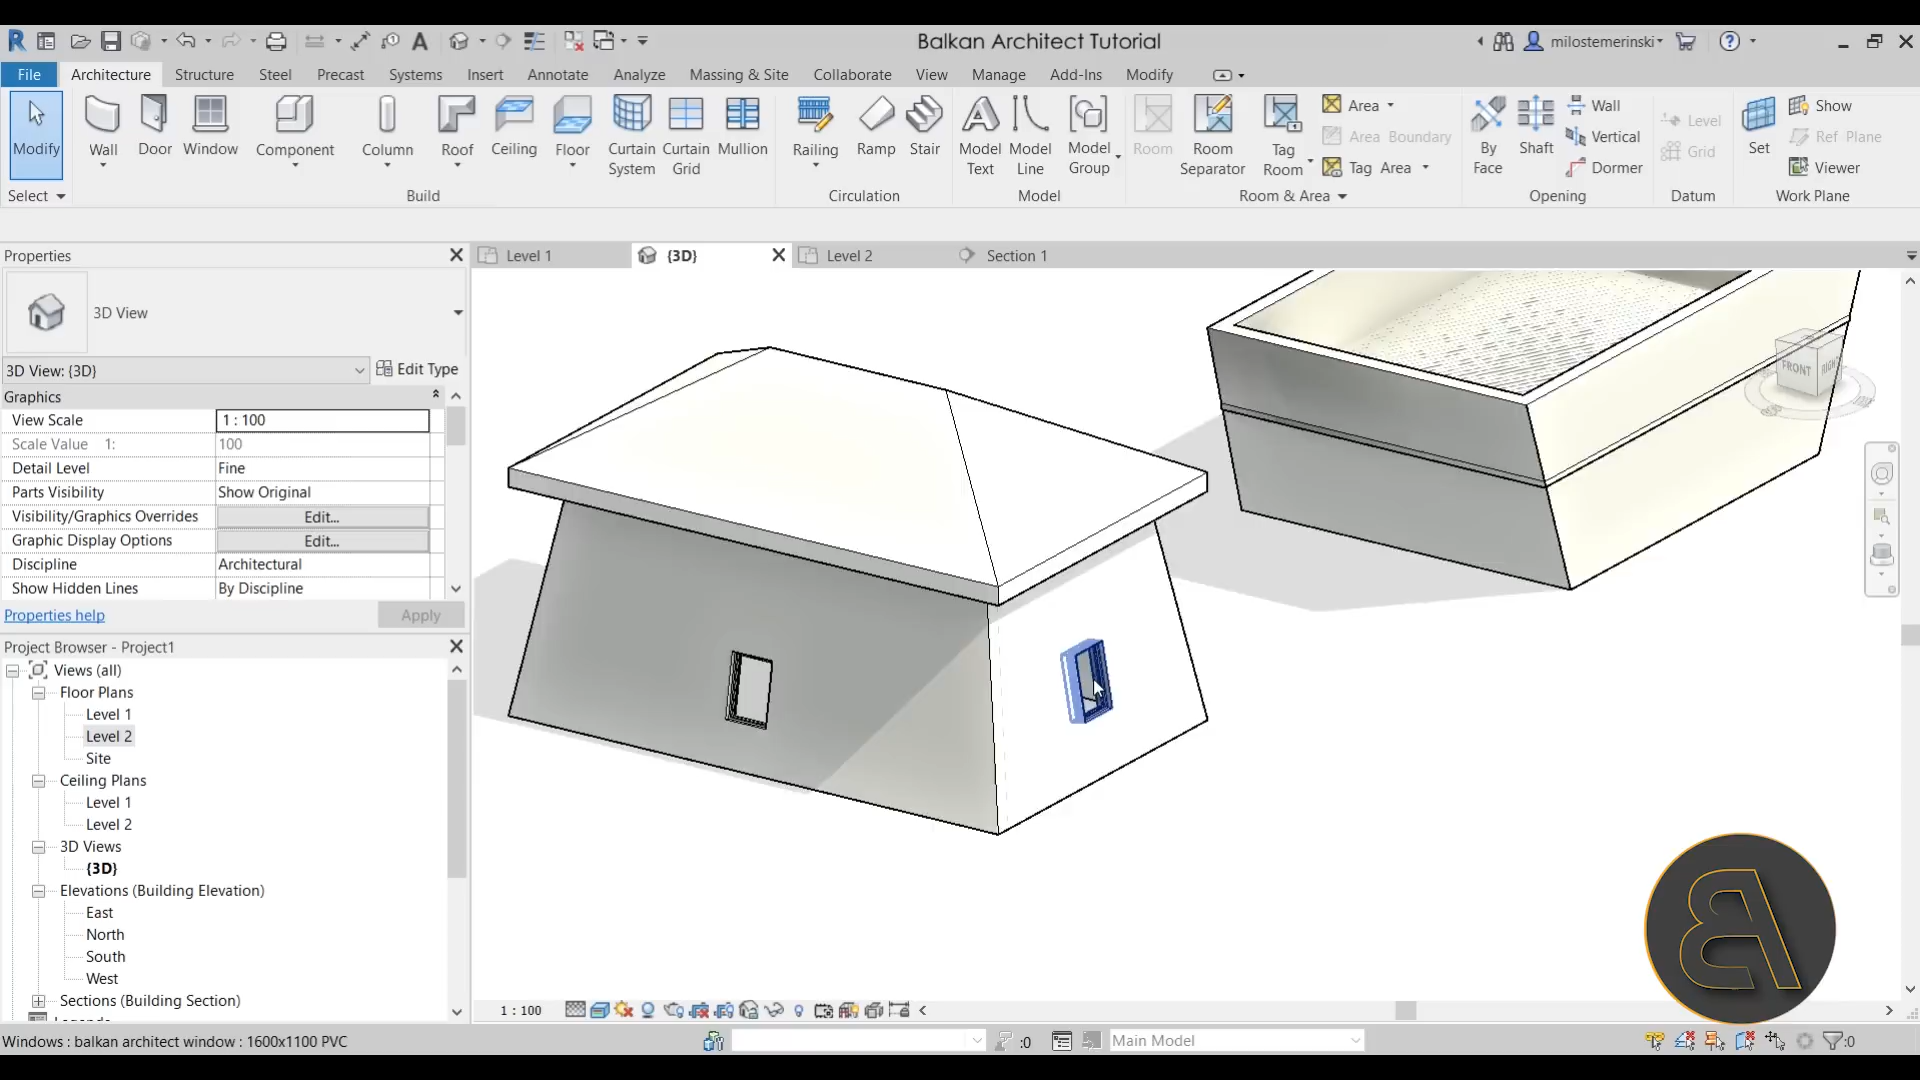 Balkan Architect Tutorial
milostemerinski
File Architecture Structure Steel Precast Systems Insert Annotate Analyze Massing & Site Collaborate View Manage Add-Ins Modify
Modify
Wall
Door
Window
Component
Column
Roof
Ceiling
Floor
Curtain System
Curtain Grid
Mullion
Railing
Ramp
Stair
Model Text
Model Line
Model Group
Room
Room Separator
Tag Room
Area
Area Boundary
Tag Area
By Face
Shaft
Wall
Vertical
Dormer
Level
Grid
Set
Show
Ref Plane
Viewer
Select Build Circulation Model Room & Area Opening Datum Work Plane
Properties
Level 1 {3D} Level 2 Section 1
3D View
3D View: {3D} Edit Type
Graphics
View Scale 1 : 100
Scale Value 1: 100
Detail Level Fine
Parts Visibility Show Original
Visibility/Graphics Overrides Edit...
Graphic Display Options Edit...
Discipline Architectural
Show Hidden Lines By Discipline
Properties help Apply
Project Browser - Project1
Views (all)
Floor Plans
Level 1
Level 2
Site
Ceiling Plans
Level 1
Level 2
3D Views
{3D}
Elevations (Building Elevation)
East
North
South
West
Sections (Building Section)
FRONT
1 : 100
Windows : balkan architect window : 1600x1100 PVC
:0
Main Model
:0